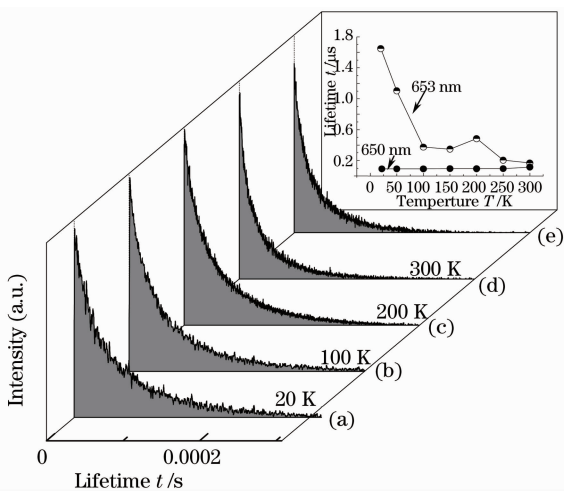 1.8
1.4
1.0
0.6
0.2
Lifetime t/μs
653 nm
650 nm
0 50 100 150 200 250 300
Temperture T/K
(e)
300 K
(d)
200 K
(c)
100 K
(b)
20 K
(a)
Intensity (a.u.)
0
0.0002
Lifetime t/s